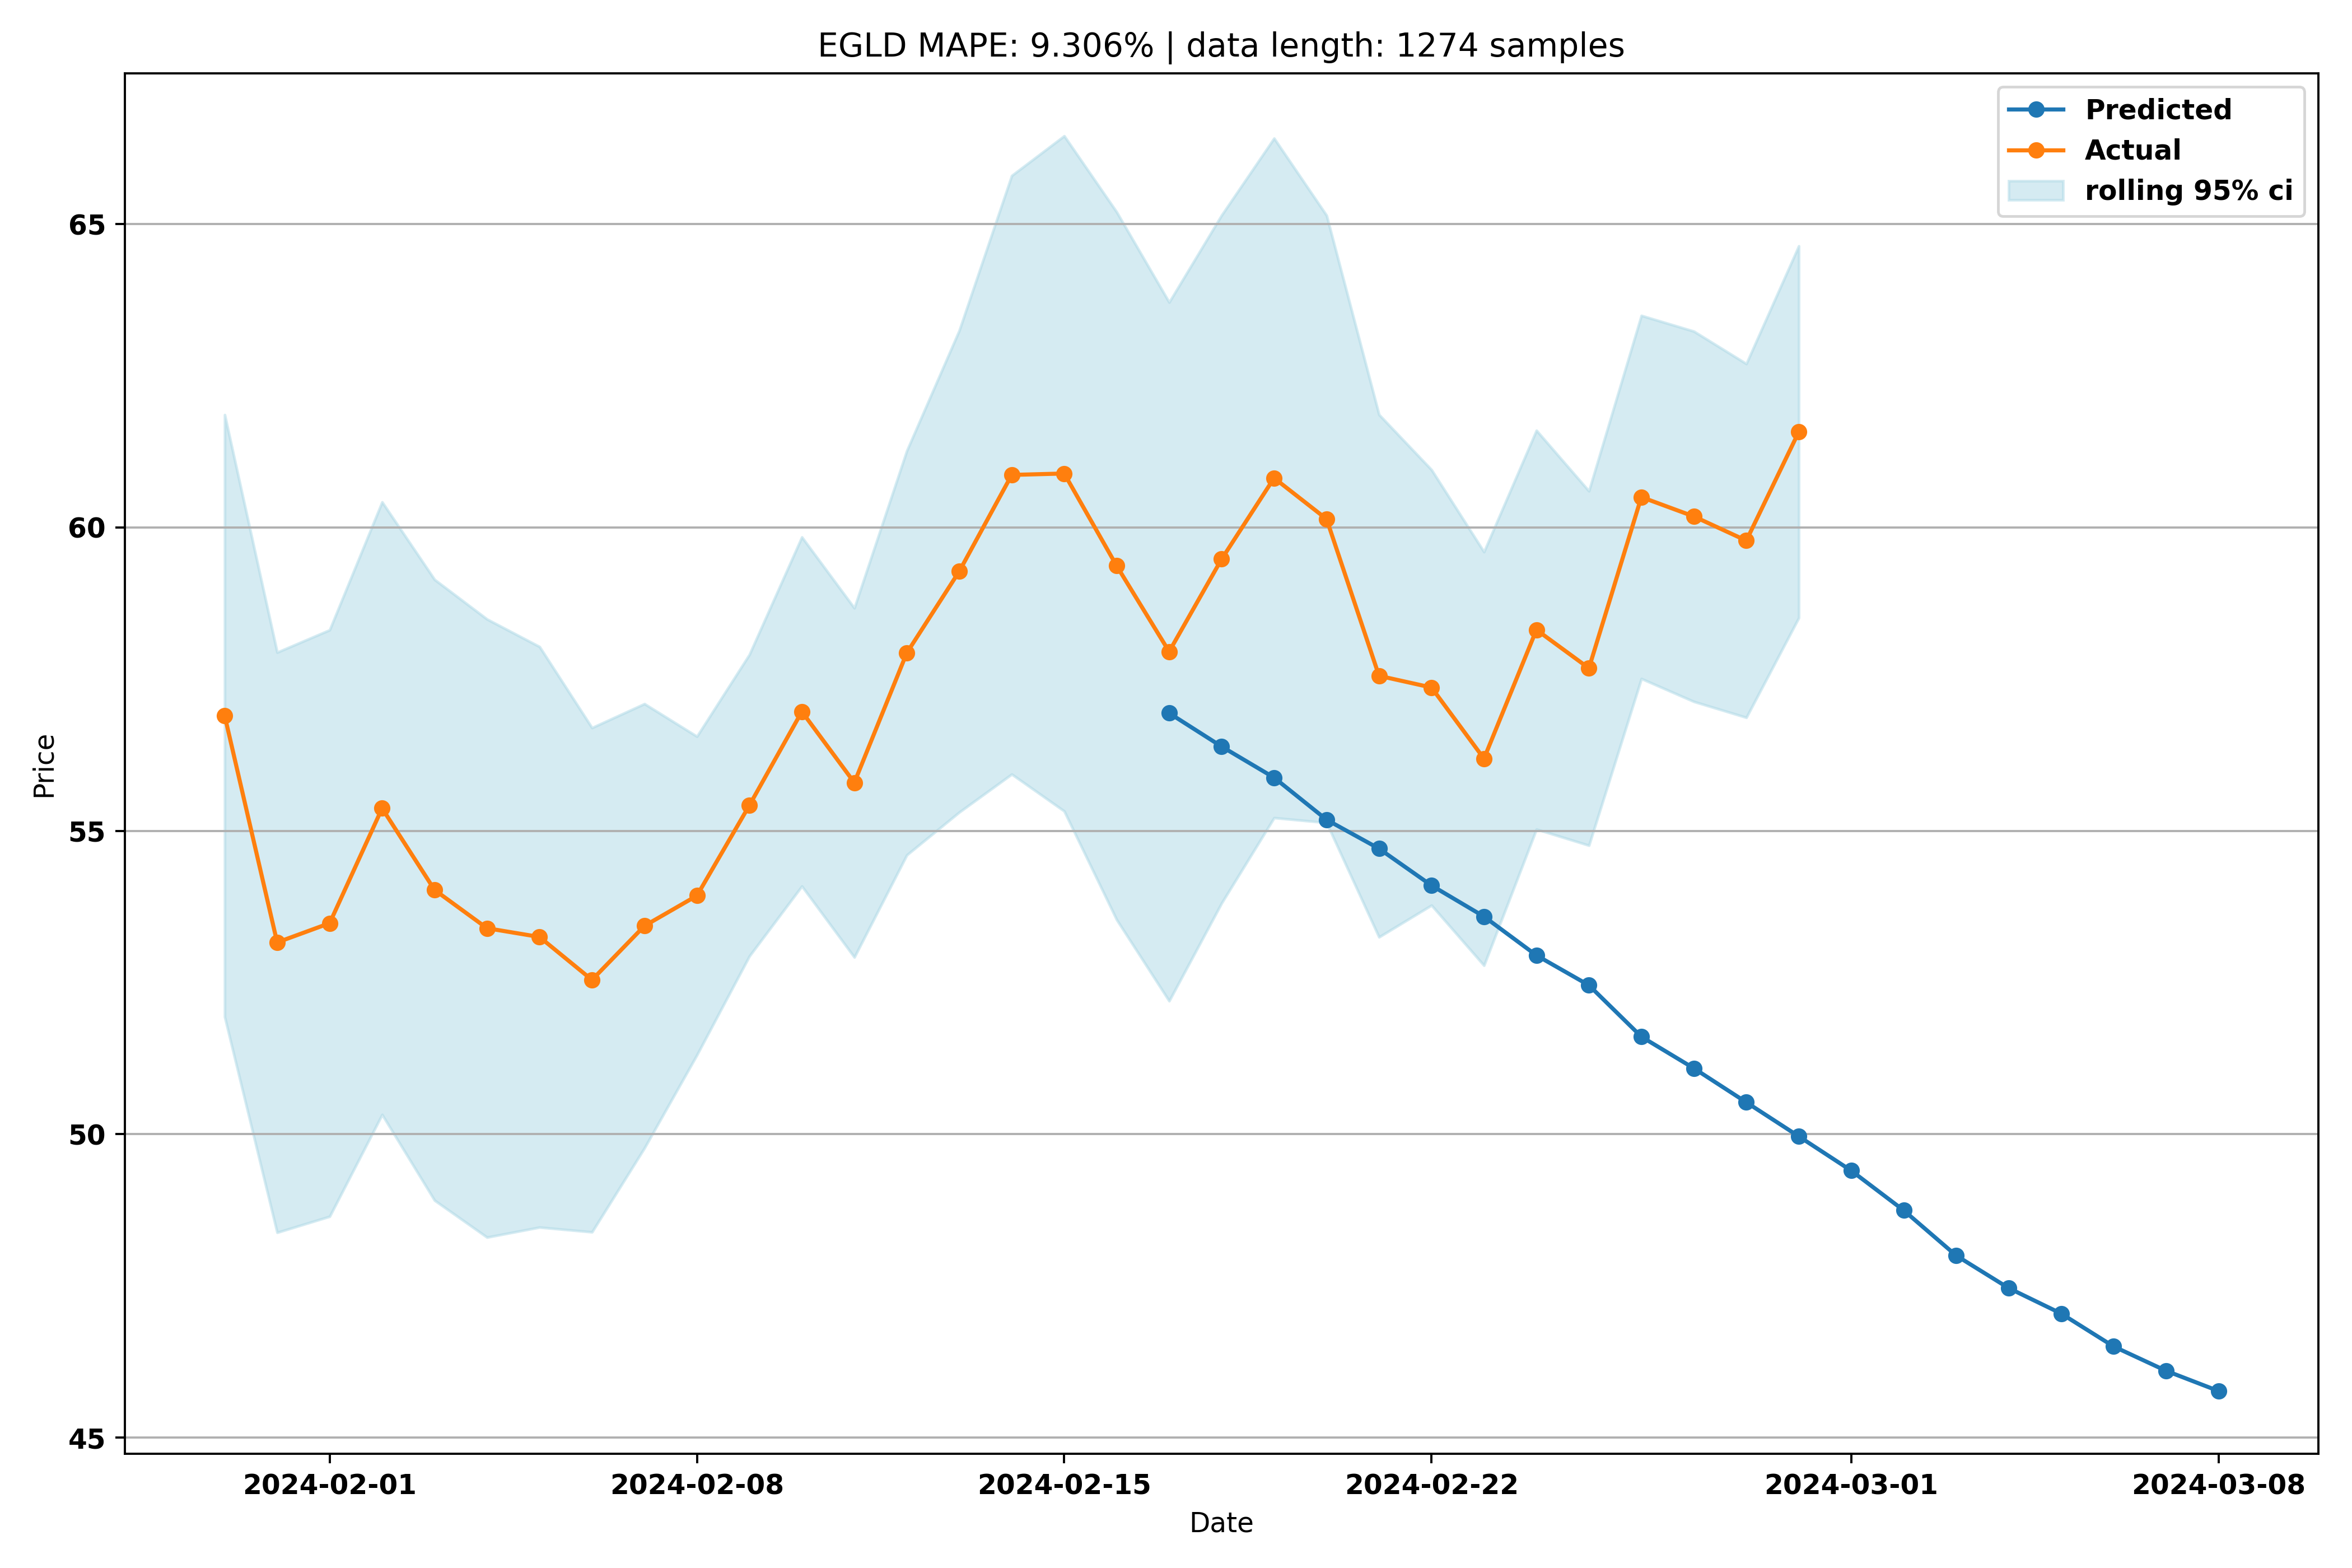 EGLD MAPE: 9.306% | data length: 1274 samples
Predicted
Actual
rolling 95% ci
65
60
55
50
45
Price
2024-02-01
2024-02-08
2024-02-15
2024-02-22
2024-03-01
2024-03-08
Date